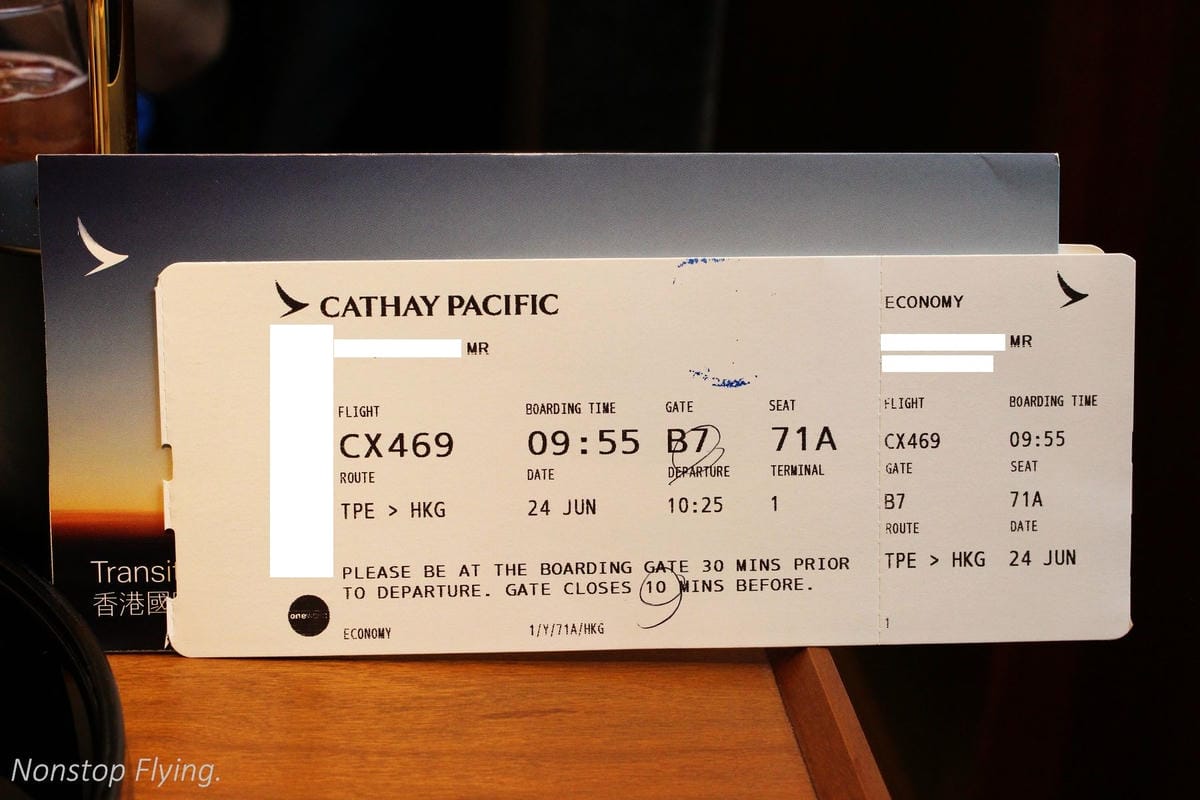 CATHAY PACIFIC
MR
FLIGHT BOARDING TIME GATE SEAT
CX469 09:55 B7 71A
ROUTE DATE DEPARTURE TERMINAL
TPE > HKG 24 JUN 10:25 1
PLEASE BE AT THE BOARDING GATE 30 MINS PRIOR
TO DEPARTURE. GATE CLOSES 10 MINS BEFORE.
oneworld
ECONOMY 1/Y/71A/HKG
ECONOMY
MR
FLIGHT BOARDING TIME
CX469 09:55
GATE SEAT
B7 71A
ROUTE DATE
TPE > HKG 24 JUN
1
Transi
香港國
Nonstop Flying.